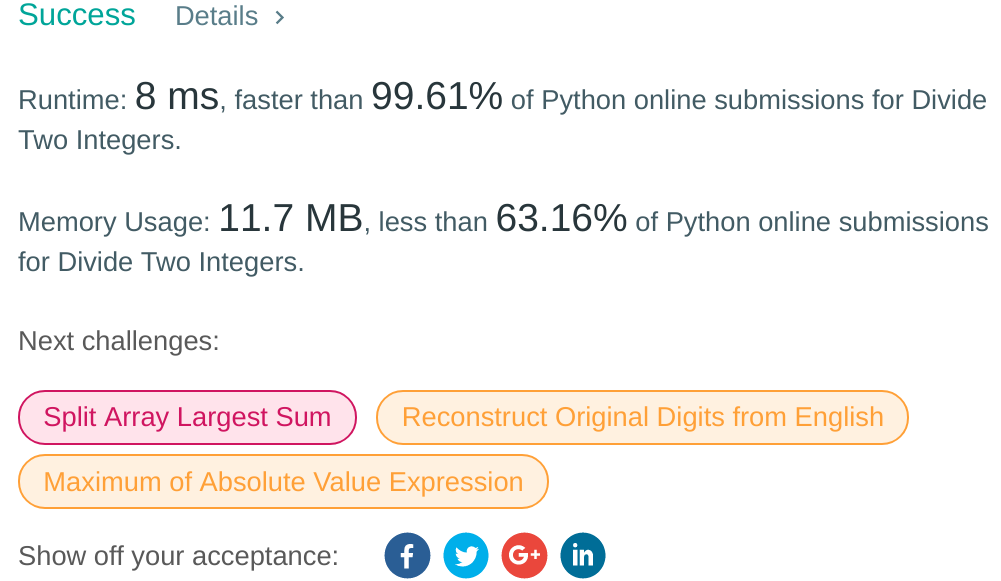 Success Details >
Runtime: 8 ms, faster than 99.61% of Python online submissions for Divide
Two Integers.
Memory Usage: 11.7 MB, less than 63.16% of Python online submissions
for Divide Two Integers.
Next challenges:
Split Array Largest Sum Reconstruct Original Digits from English
Maximum of Absolute Value Expression
Show off your acceptance: f G+ in